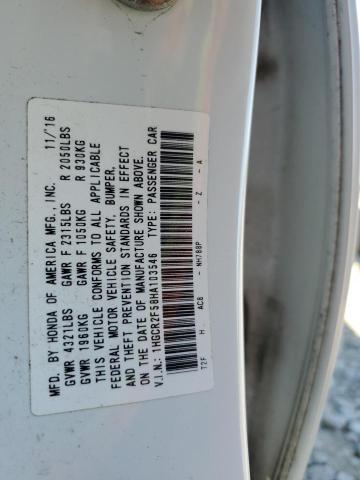 MFD. BY HONDA OF AMERICA MFG., INC. 11/16
GVWR 4321LBS GAWR F 2315LBS R 2050LBS
GVWR 1960KG GAWR F 1050KG R 930KG
THIS VEHICLE CONFORMS TO ALL APPLICABLE
FEDERAL MOTOR VEHICLE SAFETY, BUMPER,
AND THEFT PREVENTION STANDARDS IN EFFECT
ON THE DATE OF MANUFACTURE SHOWN ABOVE.
V.I.N.: 1HGCR2F58HA103546 TYPE: PASSENGER CAR
T2F H AC6 - NH788P - Z - A